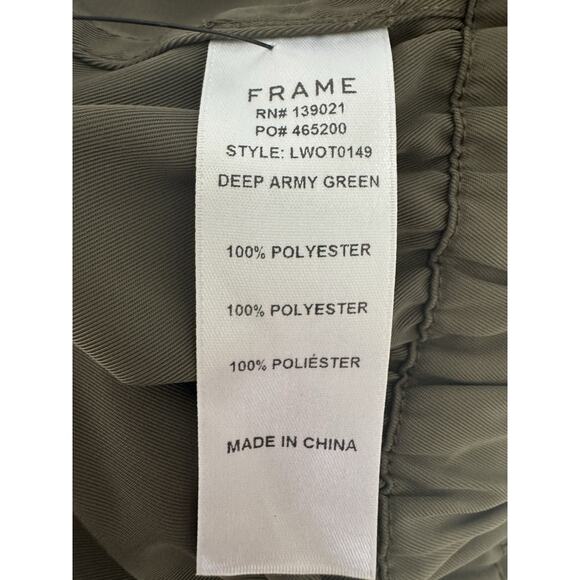 FRAME
RN# 139021
PO# 465200
STYLE: LWOT0149
DEEP ARMY GREEN
100% POLYESTER
100% POLYESTER
100% POLIÉSTER
MADE IN CHINA